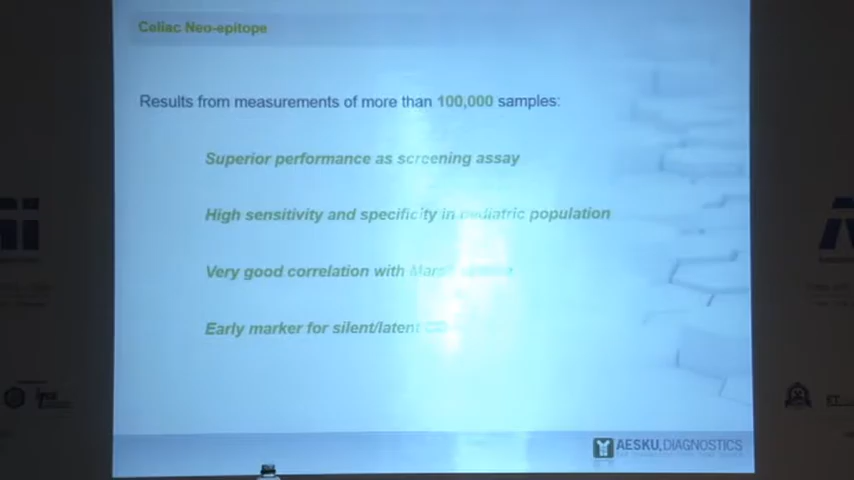 Celiac Neo-epitope
Results from measurements of more than 100,000 samples:
Superior performance as screening assay
High sensitivity and specificity in pediatric population
Very good correlation with
Early marker for silent/latent
AESKU.DIAGNOSTICS